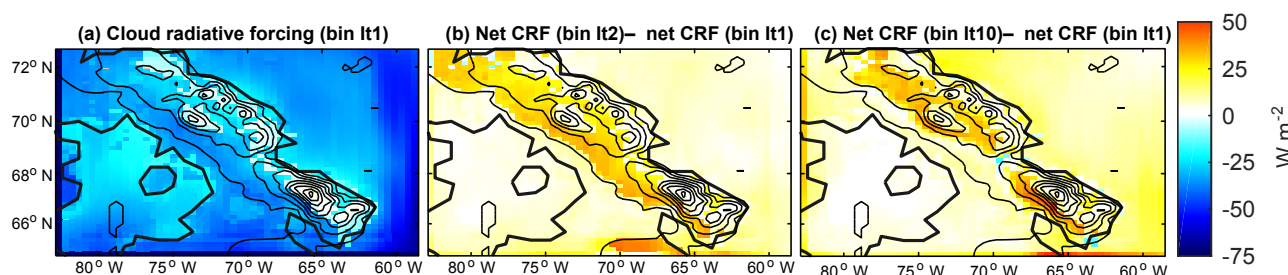 (a) Cloud radiative forcing (bin lt1) (b) Net CRF (bin lt2)– net CRF (bin lt1) (c) Net CRF (bin lt10)– net CRF (bin lt1)
72° N
70° N
68° N
66° N
80° W 75° W 70° W 65° W 60° W 80° W 75° W 70° W 65° W 60° W 80° W 75° W 70° W 65° W 60° W
50
25
0
-25
-50
-75
W m-2